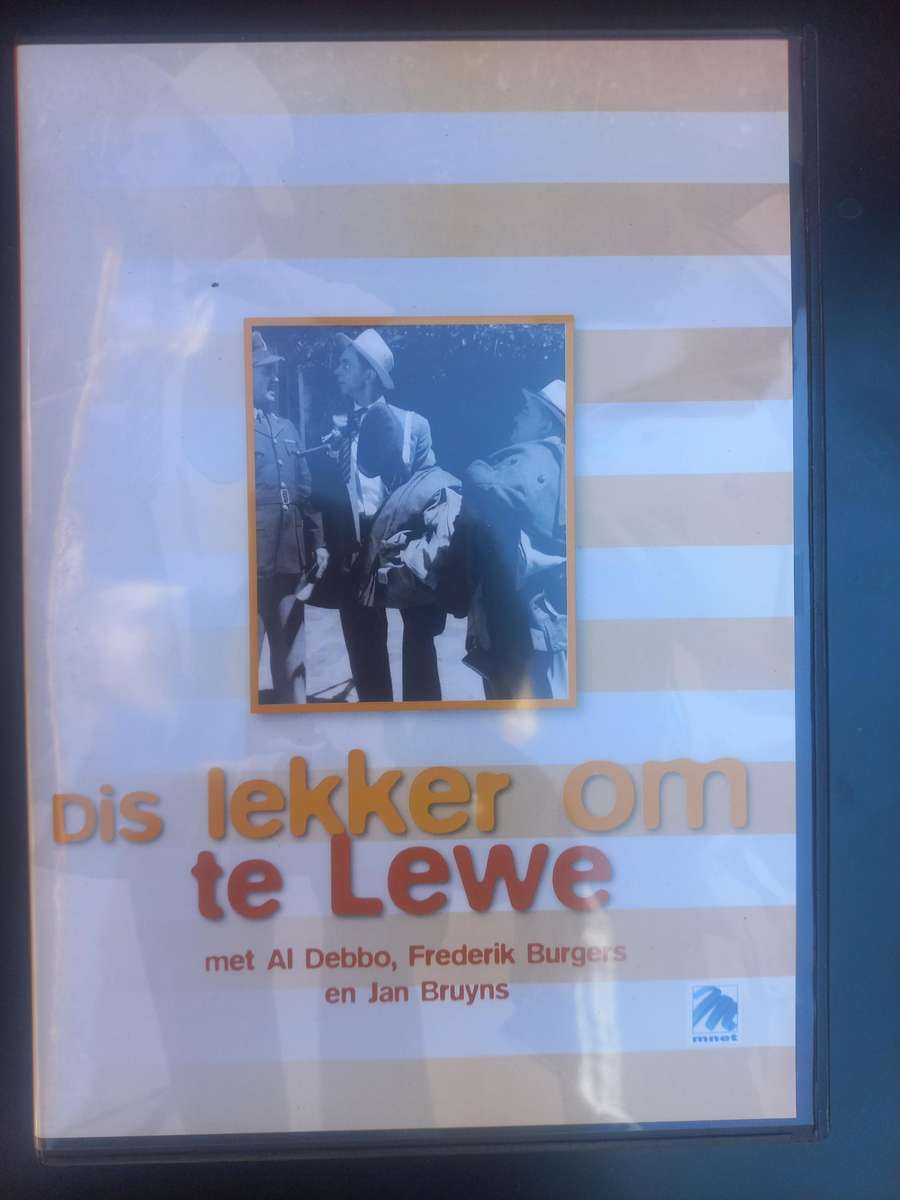 Dis lekker om
te Lewe
met Al Debbo, Frederik Burgers
en Jan Bruyns
mnet